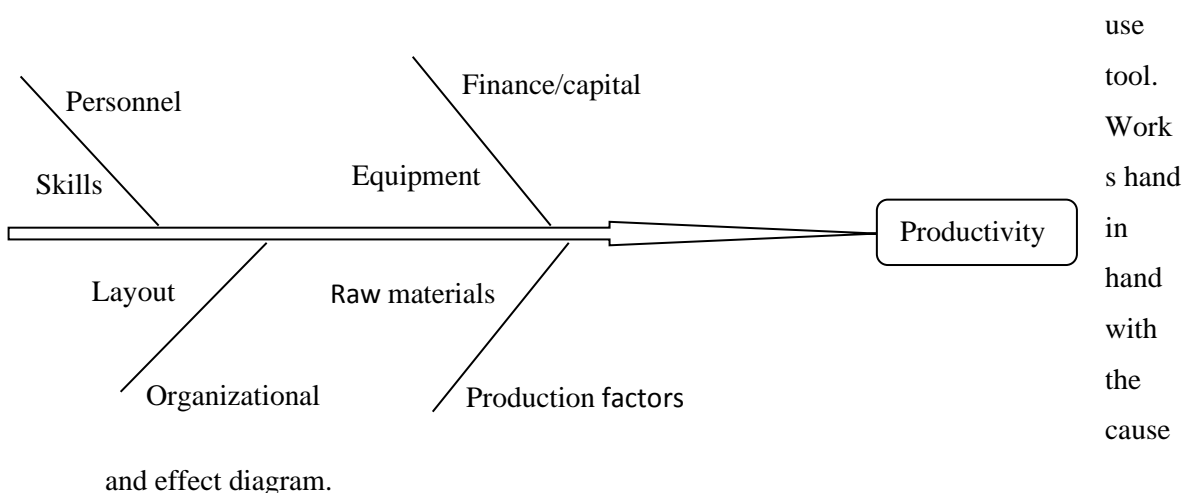 use
tool.
Work
s hand
in
hand
with
the
cause
and effect diagram.
Personnel
Finance/capital
Skills
Equipment
Productivity
Layout
Raw materials
Organizational
Production factors